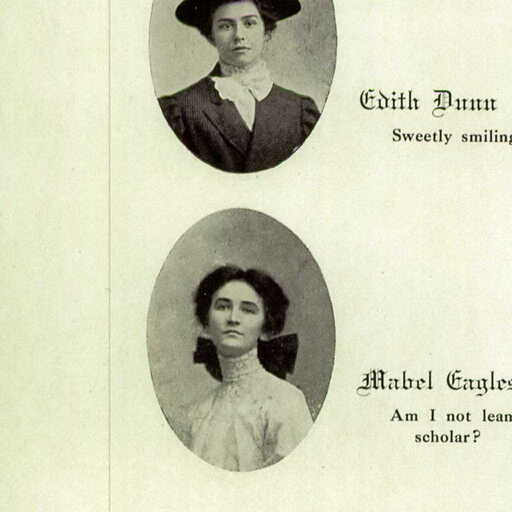 Edith Dunn
Sweetly smiling
Mabel Eagles
Am I not lean
scholar?